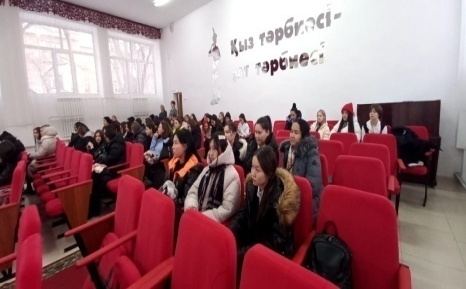 Қыз тәрбиесі-
ұлт тәрбиесі